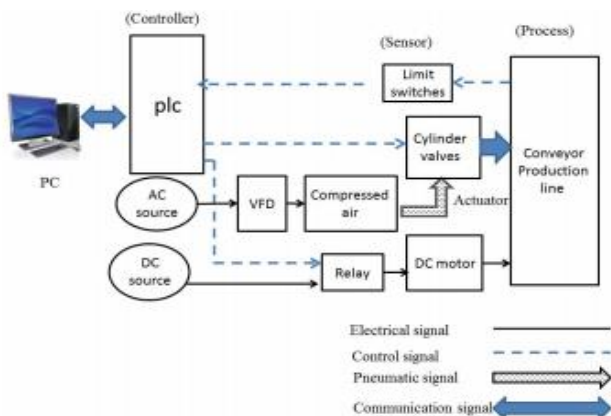 (Controller)
(Sensor)
(Process)
plc
Limit
switches
Cylinder
valves
Conveyor
Production
line
PC
AC
source
VFD
Compressed
air
Actuator
DC
source
Relay
DC motor
Electrical signal
Control signal
Pneumatic signal
Communication signal